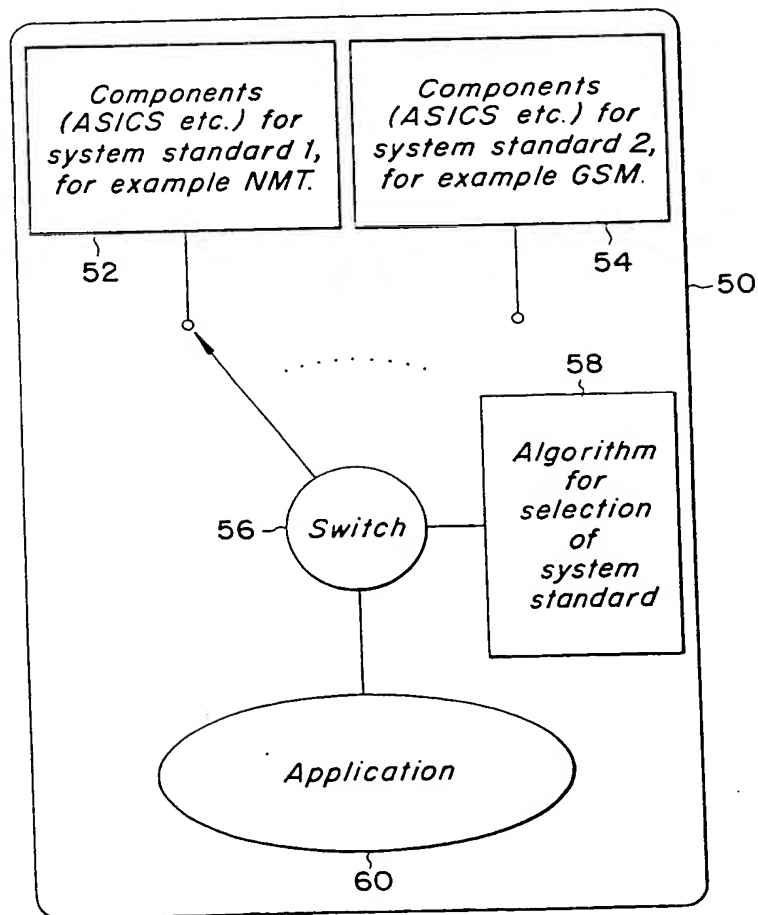 Components
(ASICS etc.) for
system standard 1,
for example NMT.
52
Components
(ASICS etc.) for
system standard 2,
for example GSM.
54
50
58
Algorithm
for
selection
of
system
standard
56
Switch
Application
60